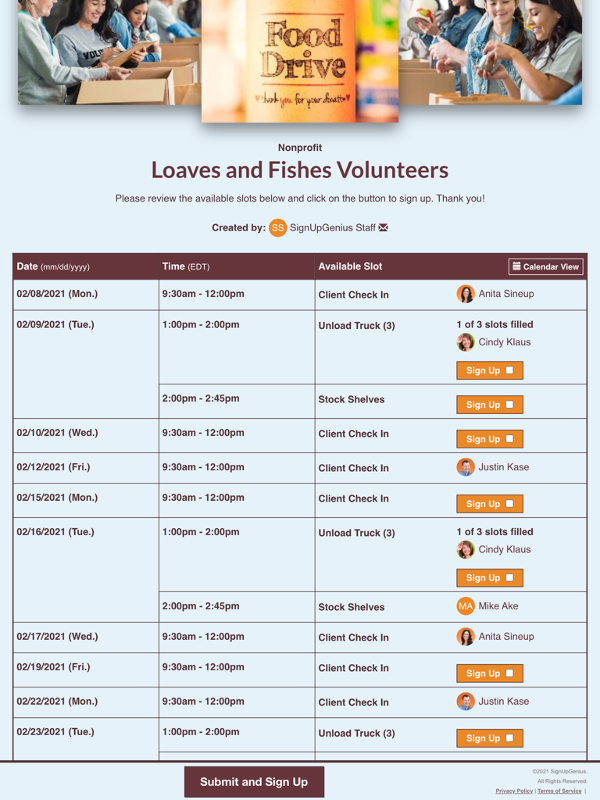 VOLU
Food
Drive
thank you for your donation
Nonprofit
Loaves and Fishes Volunteers
Please review the available slots below and click on the button to sign up. Thank you!
Created by: SS SignUpGenius Staff
Date (mm/dd/yyyy) Time (EDT) Available Slot Calendar View
02/08/2021 (Mon.) 9:30am - 12:00pm Client Check In Anita Sineup
02/09/2021 (Tue.) 1:00pm - 2:00pm Unload Truck (3) 1 of 3 slots filled
Cindy Klaus
Sign Up
2:00pm - 2:45pm Stock Shelves Sign Up
02/10/2021 (Wed.) 9:30am - 12:00pm Client Check In Sign Up
02/12/2021 (Fri.) 9:30am - 12:00pm Client Check In Justin Kase
02/15/2021 (Mon.) 9:30am - 12:00pm Client Check In Sign Up
02/16/2021 (Tue.) 1:00pm - 2:00pm Unload Truck (3) 1 of 3 slots filled
Cindy Klaus
Sign Up
2:00pm - 2:45pm Stock Shelves MA Mike Ake
02/17/2021 (Wed.) 9:30am - 12:00pm Client Check In Anita Sineup
02/19/2021 (Fri.) 9:30am - 12:00pm Client Check In Sign Up
02/22/2021 (Mon.) 9:30am - 12:00pm Client Check In Justin Kase
02/23/2021 (Tue.) 1:00pm - 2:00pm Unload Truck (3) Sign Up
Submit and Sign Up
©2021 SignUpGenius.
All Rights Reserved.
Privacy Policy | Terms of Service |